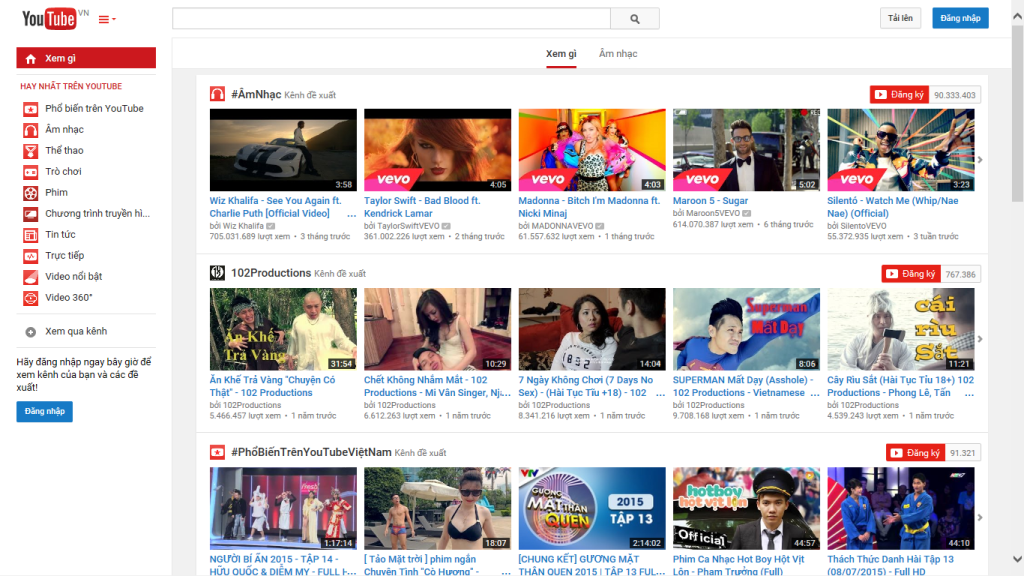 YouTube VN
Tải lên
Đăng nhập
Xem gì
HAY NHẤT TRÊN YOUTUBE
Phổ biến trên YouTube
Âm nhạc
Thể thao
Trò chơi
Phim
Chương trình truyền hì...
Tin tức
Trực tiếp
Video nổi bật
Video 360°
Xem qua kênh
Hãy đăng nhập ngay bây giờ để
xem kênh của bạn và các đề
xuất!
Đăng nhập
Xem gì Âm nhạc
#ÂmNhạc Kênh đề xuất
Đăng ký 90.333.403
3:58
Wiz Khalifa - See You Again ft.
Charlie Puth [Official Video] ...
bởi Wiz Khalifa
705.031.689 lượt xem • 3 tháng trước
vevo 4:05
Taylor Swift - Bad Blood ft.
Kendrick Lamar
bởi TaylorSwiftVEVO
361.002.226 lượt xem • 2 tháng trước
vevo 4:03
Madonna - Bitch I'm Madonna ft.
Nicki Minaj
bởi MADONNAVEVO
61.557.632 lượt xem • 1 tháng trước
vevo 5:02
Maroon 5 - Sugar
bởi Maroon5VEVO
614.070.387 lượt xem • 6 tháng trước
vevo 3:23
Silentó - Watch Me (Whip/Nae
Nae) (Official)
bởi SilentoVEVO
55.372.935 lượt xem • 3 tuần trước
102Productions Kênh đề xuất
Đăng ký 767.386
Ăn Khế
Trả Vàng
31:54
Ăn Khế Trả Vàng "Chuyện Có
Thật" - 102 Productions
bởi 102Productions
5.466.457 lượt xem • 1 năm trước
10:29
Chết Không Nhắm Mắt - 102
Productions - Mi Vân Singer, Nj...
bởi 102Productions
6.612.263 lượt xem • 1 năm trước
1892
14:04
7 Ngày Không Chơi (7 Days No
Sex) - (Hài Tục Tĩu +18) - 102 ...
bởi 102Productions
8.341.216 lượt xem • 1 năm trước
Superman
Mất Dạy
8:06
SUPERMAN Mất Dạy (Asshole) -
102 Productions - Vietnamese ...
bởi 102Productions
9.708.168 lượt xem • 1 năm trước
cái
rìu
Sắt
11:21
Cây Rìu Sắt (Hài Tục Tĩu 18+) 102
Productions - Phong Lê, Tấn ...
bởi 102Productions
4.539.243 lượt xem • 1 năm trước
#PhổBiếnTrênYouTubeViệtNam Kênh đề xuất
Đăng ký 91.321
1:17:14
NGƯỜI BÍ ẨN 2015 - TẬP 14 -
HỮU QUỐC & DIỄM MY - FULL H...
18:07
[ Táo Mặt trời ] phim ngắn
Chuyện Tình "Cô Hương" - ...
VTV
GƯƠNG
MẶT THÂN
QUEN
2015
TẬP 13
2:14:02
[CHUNG KẾT] GƯƠNG MẶT
THÂN QUEN 2015 | TẬP 13 FUL...
hotboy
hột vịt lộn
Official
44:57
Phim Ca Nhạc Hot Boy Hột Vịt
Lộn - Phạm Trưởng (Full)
44:10
Thách Thức Danh Hài Tập 13
(08/07/2015) - Full HD